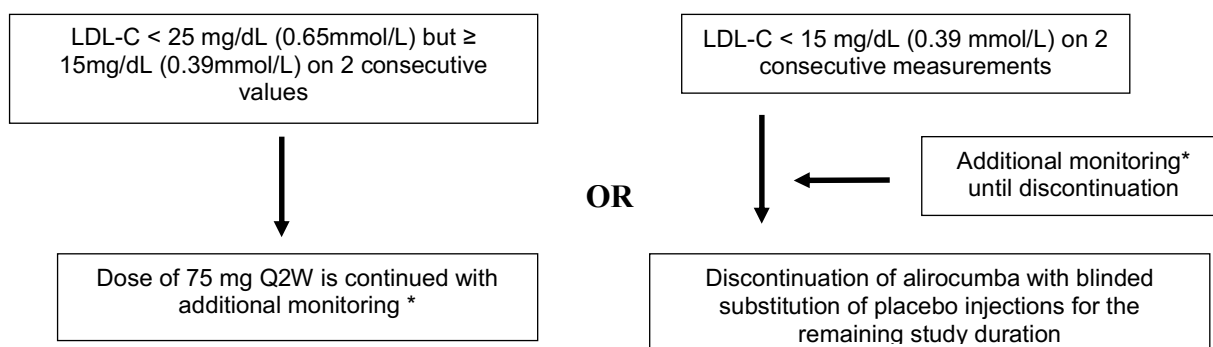 LDL-C < 25 mg/dL (0.65mmol/L) but ≥
15mg/dL (0.39mmol/L) on 2 consecutive
values
LDL-C < 15 mg/dL (0.39 mmol/L) on 2
consecutive measurements
Additional monitoring*
until discontinuation
OR
Dose of 75 mg Q2W is continued with
additional monitoring *
Discontinuation of alirocumba with blinded
substitution of placebo injections for the
remaining study duration